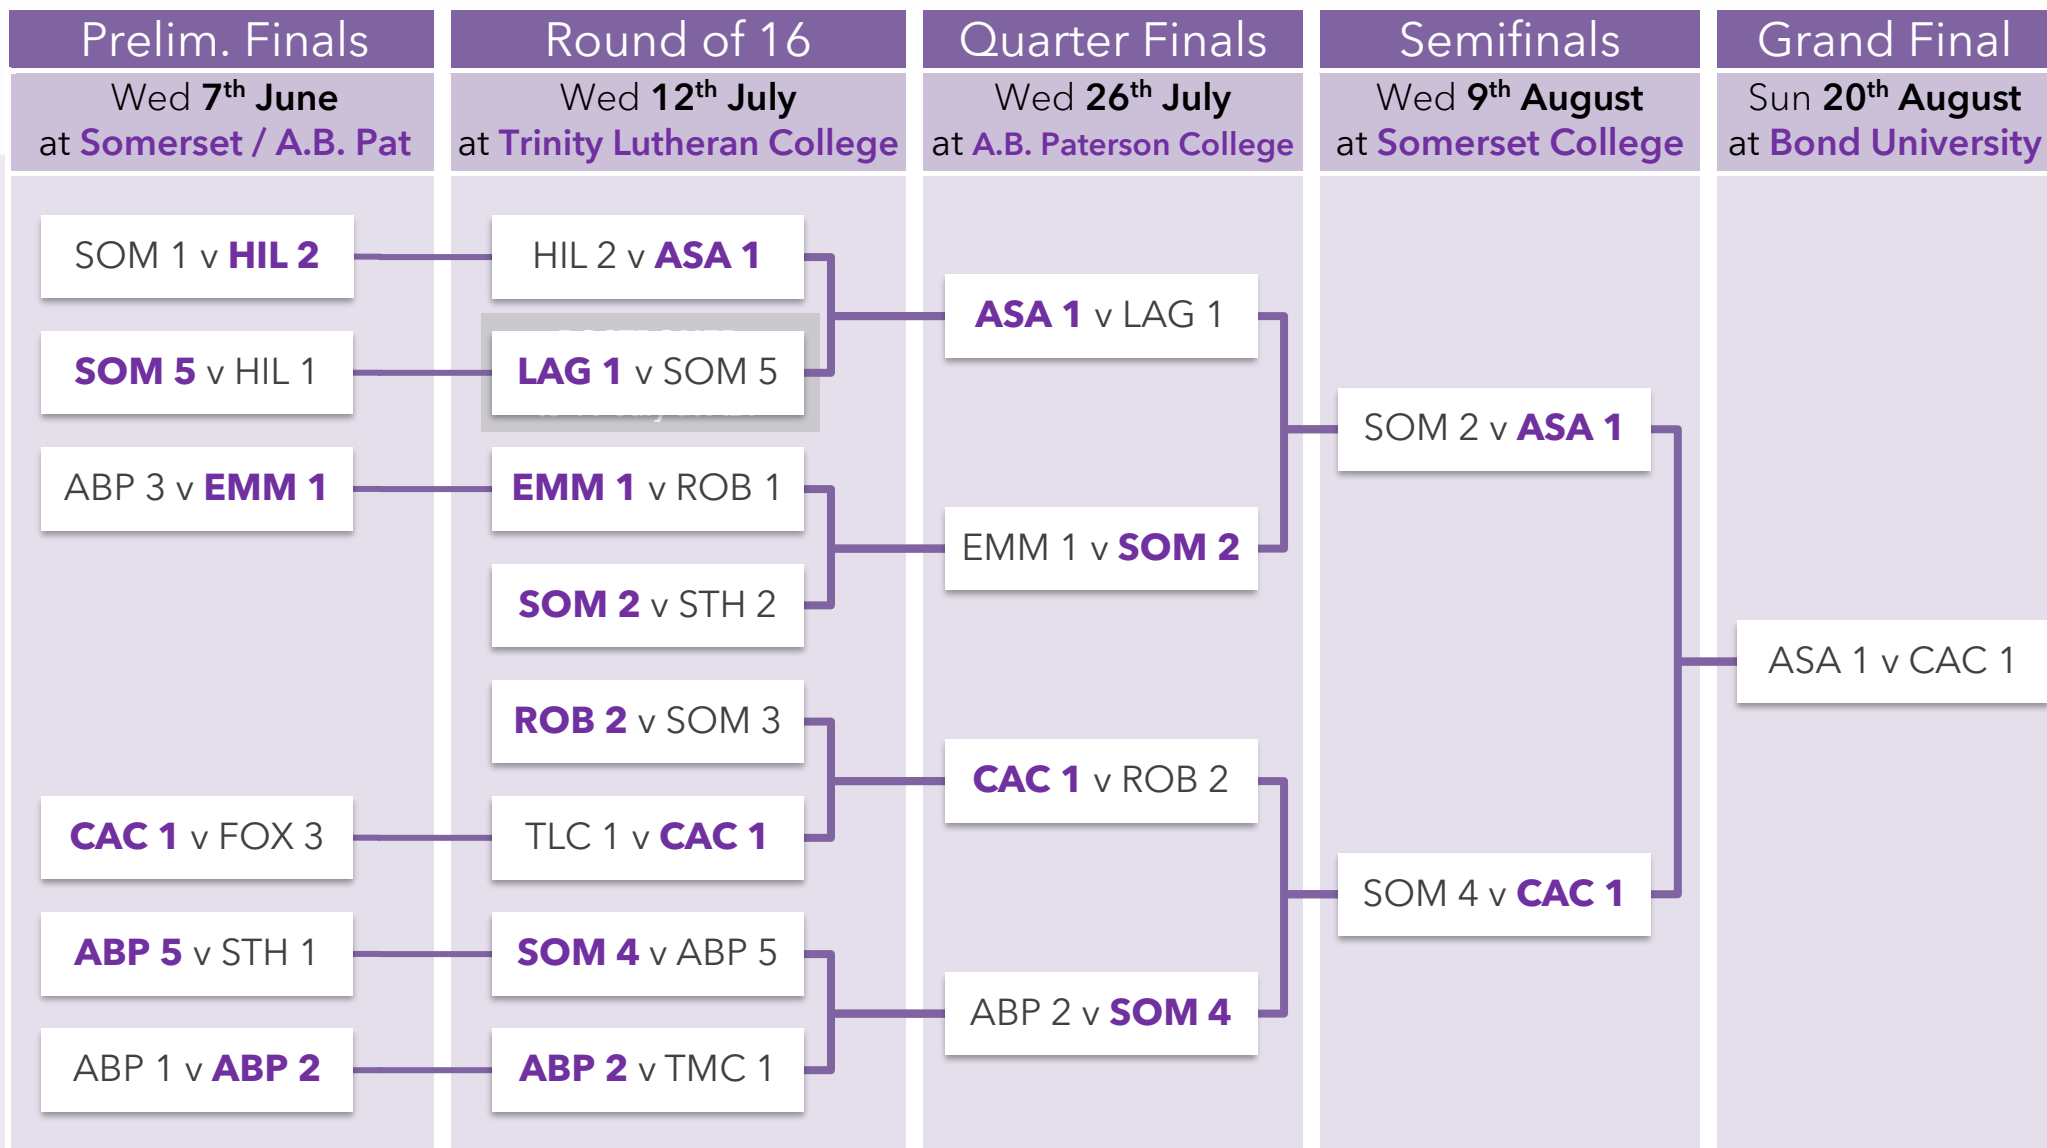 Prelim. Finals
Wed 7th June
at Somerset / A.B. Pat
SOM 1 v HIL 2
SOM 5 v HIL 1
ABP 3 v EMM 1
CAC 1 v FOX 3
ABP 5 v STH 1
ABP 1 v ABP 2
Round of 16
Wed 12th July
at Trinity Lutheran College
HIL 2 v ASA 1
LAG 1 v SOM 5
EMM 1 v ROB 1
SOM 2 v STH 2
ROB 2 v SOM 3
TLC 1 v CAC 1
SOM 4 v ABP 5
ABP 2 v TMC 1
Quarter Finals
Wed 26th July
at A.B. Paterson College
ASA 1 v LAG 1
EMM 1 v SOM 2
CAC 1 v ROB 2
ABP 2 v SOM 4
Semifinals
Wed 9th August
at Somerset College
SOM 2 v ASA 1
SOM 4 v CAC 1
Grand Final
Sun 20th August
at Bond University
ASA 1 v CAC 1